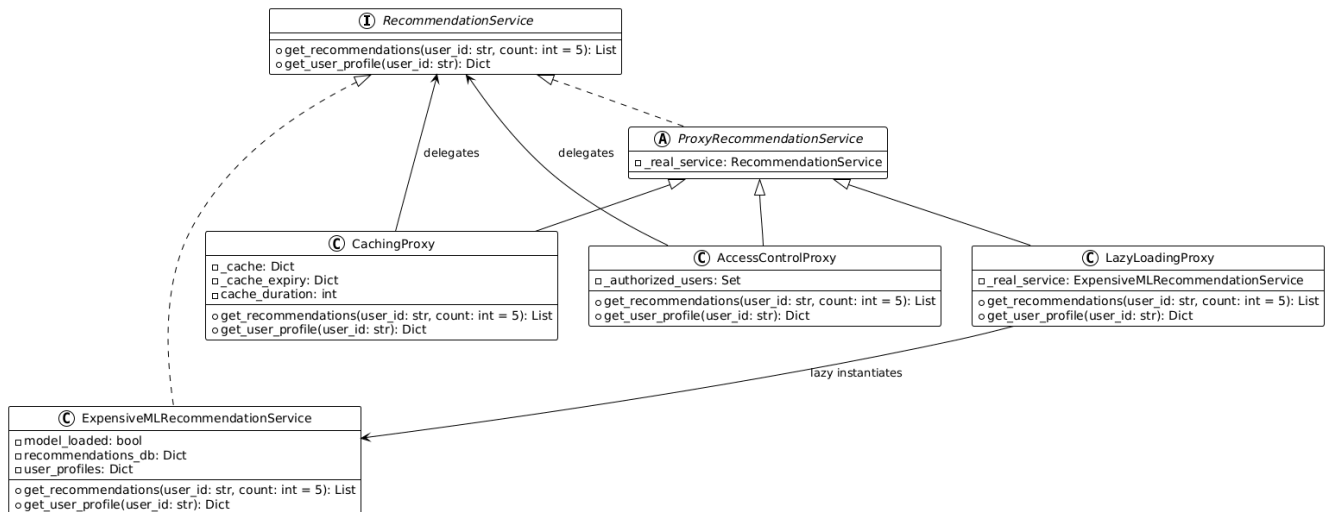 I RecommendationService
get_recommendations(user_id: str, count: int = 5): List
get_user_profile(user_id: str): Dict
delegates
delegates
A ProxyRecommendationService
_real_service: RecommendationService
C CachingProxy
_cache: Dict
_cache_expiry: Dict
cache_duration: int
get_recommendations(user_id: str, count: int = 5): List
get_user_profile(user_id: str): Dict
C AccessControlProxy
_authorized_users: Set
get_recommendations(user_id: str, count: int = 5): List
get_user_profile(user_id: str): Dict
C LazyLoadingProxy
_real_service: ExpensiveMLRecommendationService
get_recommendations(user_id: str, count: int = 5): List
get_user_profile(user_id: str): Dict
lazy instantiates
C ExpensiveMLRecommendationService
model_loaded: bool
recommendations_db: Dict
user_profiles: Dict
get_recommendations(user_id: str, count: int = 5): List
get_user_profile(user_id: str): Dict